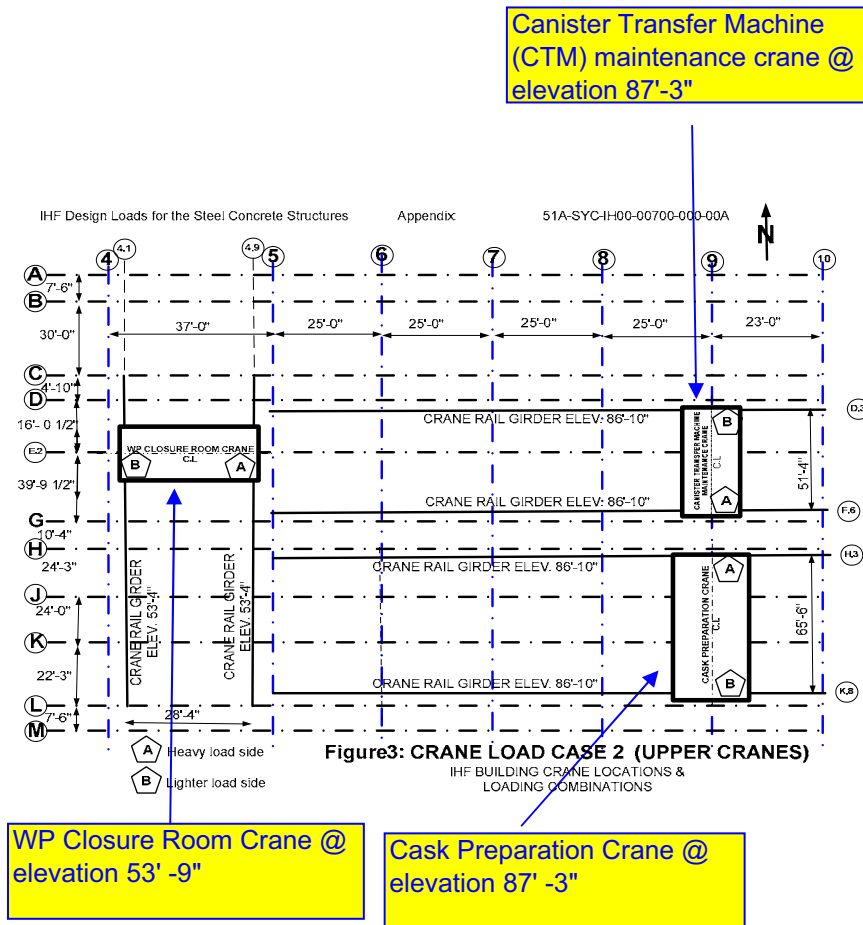 Canister Transfer Machine
(CTM) maintenance crane @
elevation 87'-3"
IHF Design Loads for the Steel Concrete Structures
Appendix
51A-SYC-IH00-00700-000-00A
N
4
4.1
4.9
5
6
7
8
9
10
A
7'-6"
B
30'-0"
37'-0"
25'-0"
25'-0"
25'-0"
25'-0"
23'-0"
C
4'-10"
D
CRANE RAIL GIRDER ELEV. 86'-10"
D.3
16'- 0 1/2"
WP CLOSURE ROOM CRANE
C.L
B
A
E.2
CANISTER TRANSFER MACHINE
MAINTENANCE CRANE
C.L
B
A
51'-4"
39'-9 1/2"
CRANE RAIL GIRDER ELEV. 86'-10"
F.6
G
10'-4"
H
H.3
24'-3"
CRANE RAIL GIRDER ELEV. 86'-10"
CRANE RAIL GIRDER
ELEV. 53'-4"
CRANE RAIL GIRDER
ELEV. 53'-4"
CASK PREPARATION CRANE
C.L
A
B
65'-6"
J
24'-0"
K
22'-3"
CRANE RAIL GIRDER ELEV. 86'-10"
K.8
L
28'-4"
7'-6"
M
A Heavy load side
B Lighter load side
Figure3: CRANE LOAD CASE 2 (UPPER CRANES)
IHF BUILDING CRANE LOCATIONS &
LOADING COMBINATIONS
WP Closure Room Crane @
elevation 53' -9"
Cask Preparation Crane @
elevation 87' -3"